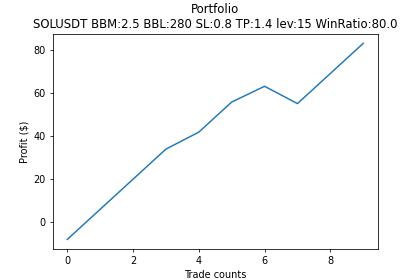 Portfolio
SOLUSDT BBM:2.5 BBL:280 SL:0.8 TP:1.4 lev:15 WinRatio:80.0
80
60
40
20
0
Profit ($)
0 2 4 6 8
Trade counts